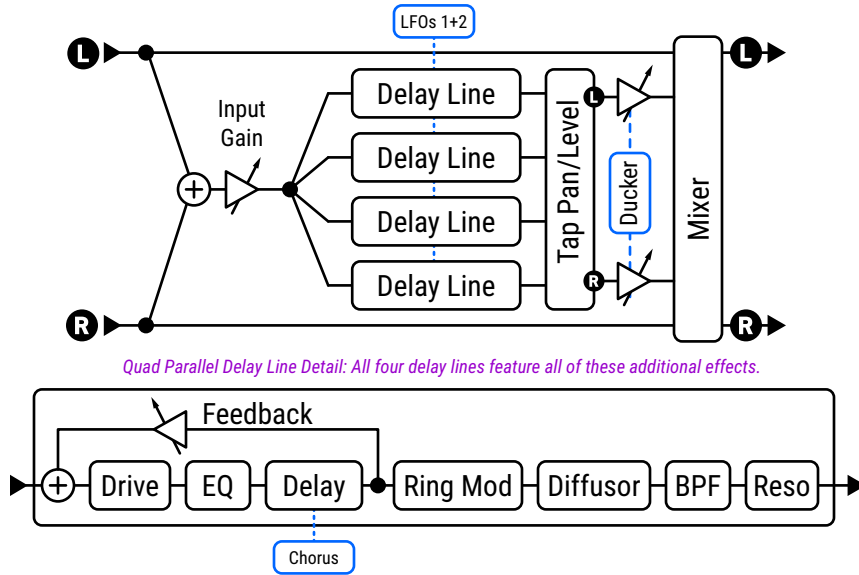 LFOs 1+2
L
L
Delay Line
Input
Gain
Tap Pan/Level
L
Delay Line
Ducker
Mixer
+
Delay Line
Delay Line
R
R
R
Quad Parallel Delay Line Detail: All four delay lines feature all of these additional effects.
Feedback
+
Drive
EQ
Delay
Ring Mod
Diffusor
BPF
Reso
Chorus